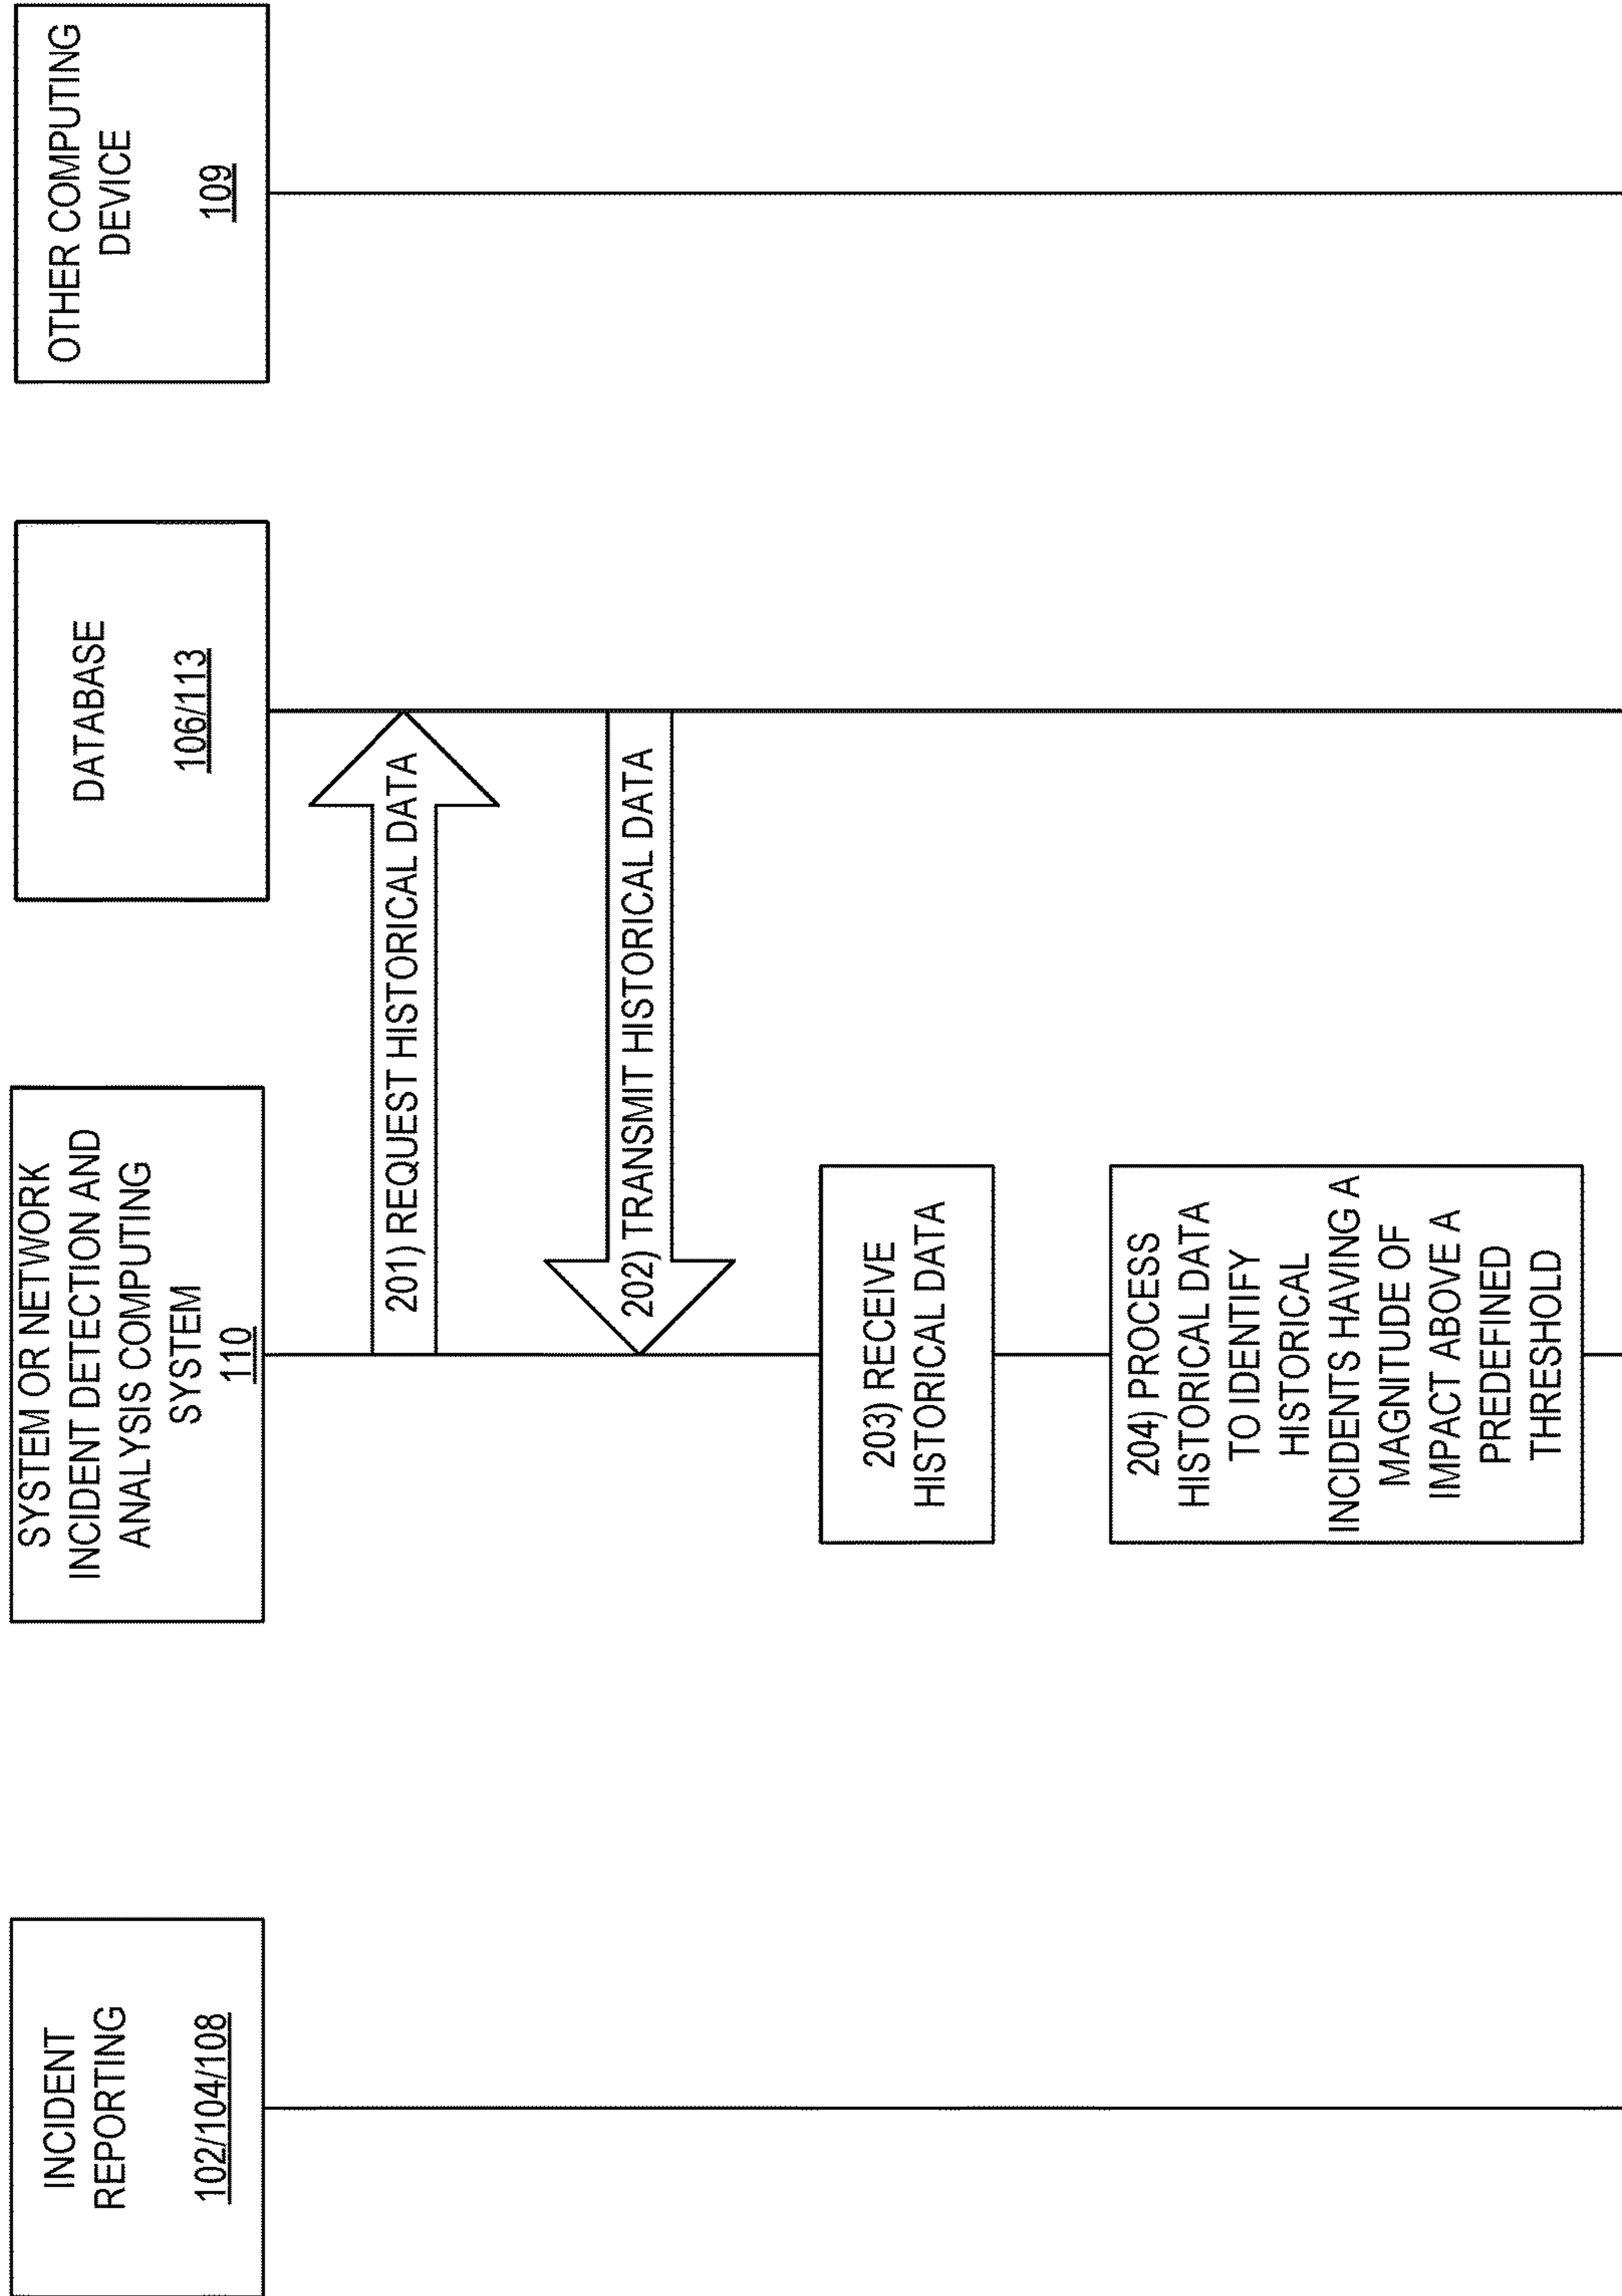 INCIDENT
REPORTING
102/104/108
SYSTEM OR NETWORK
INCIDENT DETECTION AND
ANALYSIS COMPUTING
SYSTEM
110
DATABASE
106/113
OTHER COMPUTING
DEVICE
109
201) REQUEST HISTORICAL DATA
202) TRANSMIT HISTORICAL DATA
203) RECEIVE
HISTORICAL DATA
204) PROCESS
HISTORICAL DATA
TO IDENTIFY
HISTORICAL
INCIDENTS HAVING A
MAGNITUDE OF
IMPACT ABOVE A
PREDEFINED
THRESHOLD